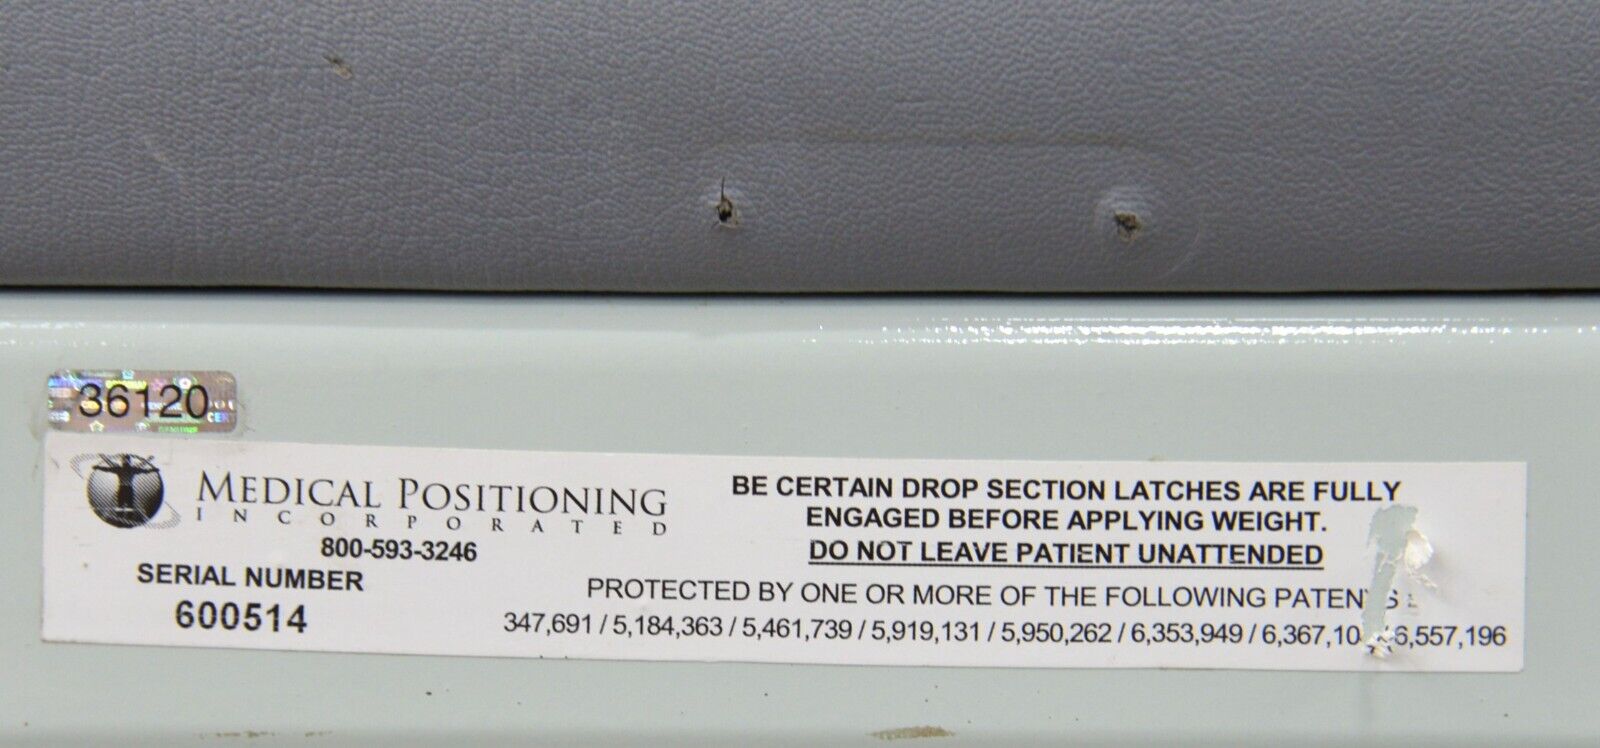 36120
MEDICAL POSITIONING
INCORPORATED
800-593-3246
SERIAL NUMBER
600514
BE CERTAIN DROP SECTION LATCHES ARE FULLY
ENGAGED BEFORE APPLYING WEIGHT.
DO NOT LEAVE PATIENT UNATTENDED
PROTECTED BY ONE OR MORE OF THE FOLLOWING
347,691 / 5,184,363 / 5,461,739 / 5,919,131 / 5,950,262 / 6,353,949 / 6,557,196